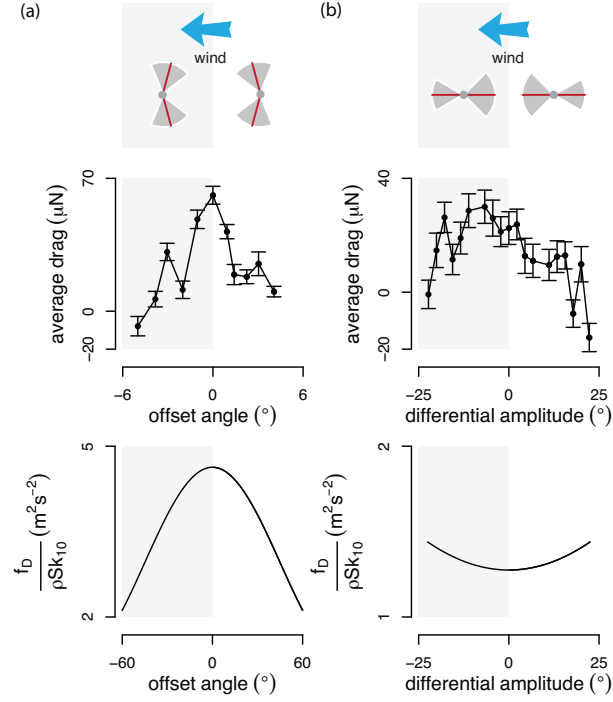 (a)
(b)
wind
wind
average drag (μN)
70
0
−20
−6
0
6
offset angle (°)
average drag (μN)
40
0
−20
−25
0
25
differential amplitude (°)
f_D
ρSk₁₀
(m²s⁻²)
5
2
−60
0
60
offset angle (°)
f_D
ρSk₁₀
(m²s⁻²)
2
1
−25
0
25
differential amplitude (°)